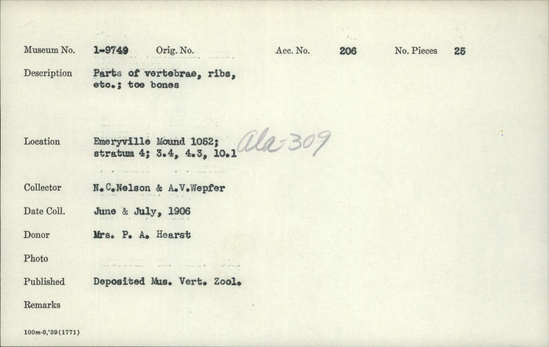 Museum No. 1-9749 Orig. No. Acc. No. 206 No. Pieces 25
Description Parts of vertebrae, ribs,
etc.; toe bones
Location Emeryville Mound 1052;
stratum 4; 3.4, 4.3, 10.1 Ala-309
Collector N.C.Nelson & A.V.Wepfer
Date Coll. June & July, 1906
Donor Mrs. P. A. Hearst
Photo
Published Deposited Mus. Vert. Zool.
Remarks
100m-8,'39(1771)